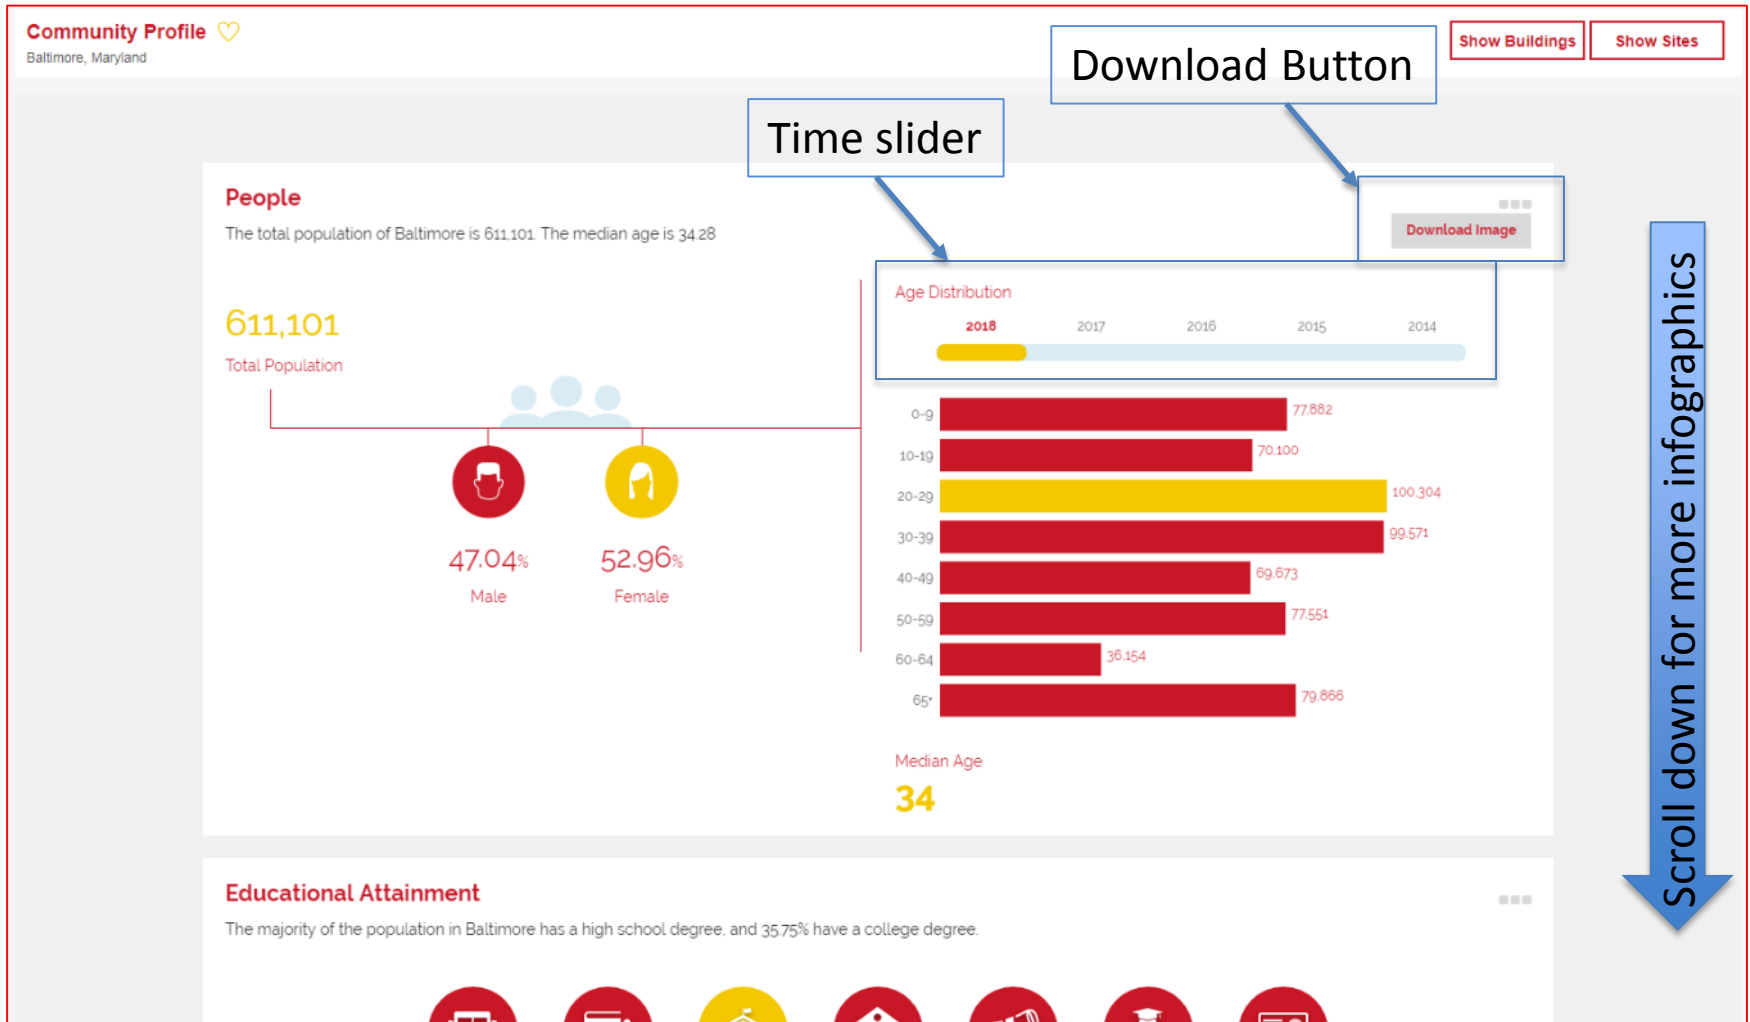 Community Profile
Baltimore, Maryland
Download Button
Show Buildings
Show Sites
Time slider
People
The total population of Baltimore is 611,101. The median age is 34.28
Download Image
611,101
Total Population
47.04%
Male
52.96%
Female
Age Distribution
2018 2017 2016 2015 2014
0-9 77,882
10-19 70,100
20-29 100,304
30-39 99,571
40-49 69,673
50-59 77,551
60-64 36,154
65+ 79,866
Median Age
34
Scroll down for more infographics
Educational Attainment
The majority of the population in Baltimore has a high school degree, and 35.75% have a college degree.